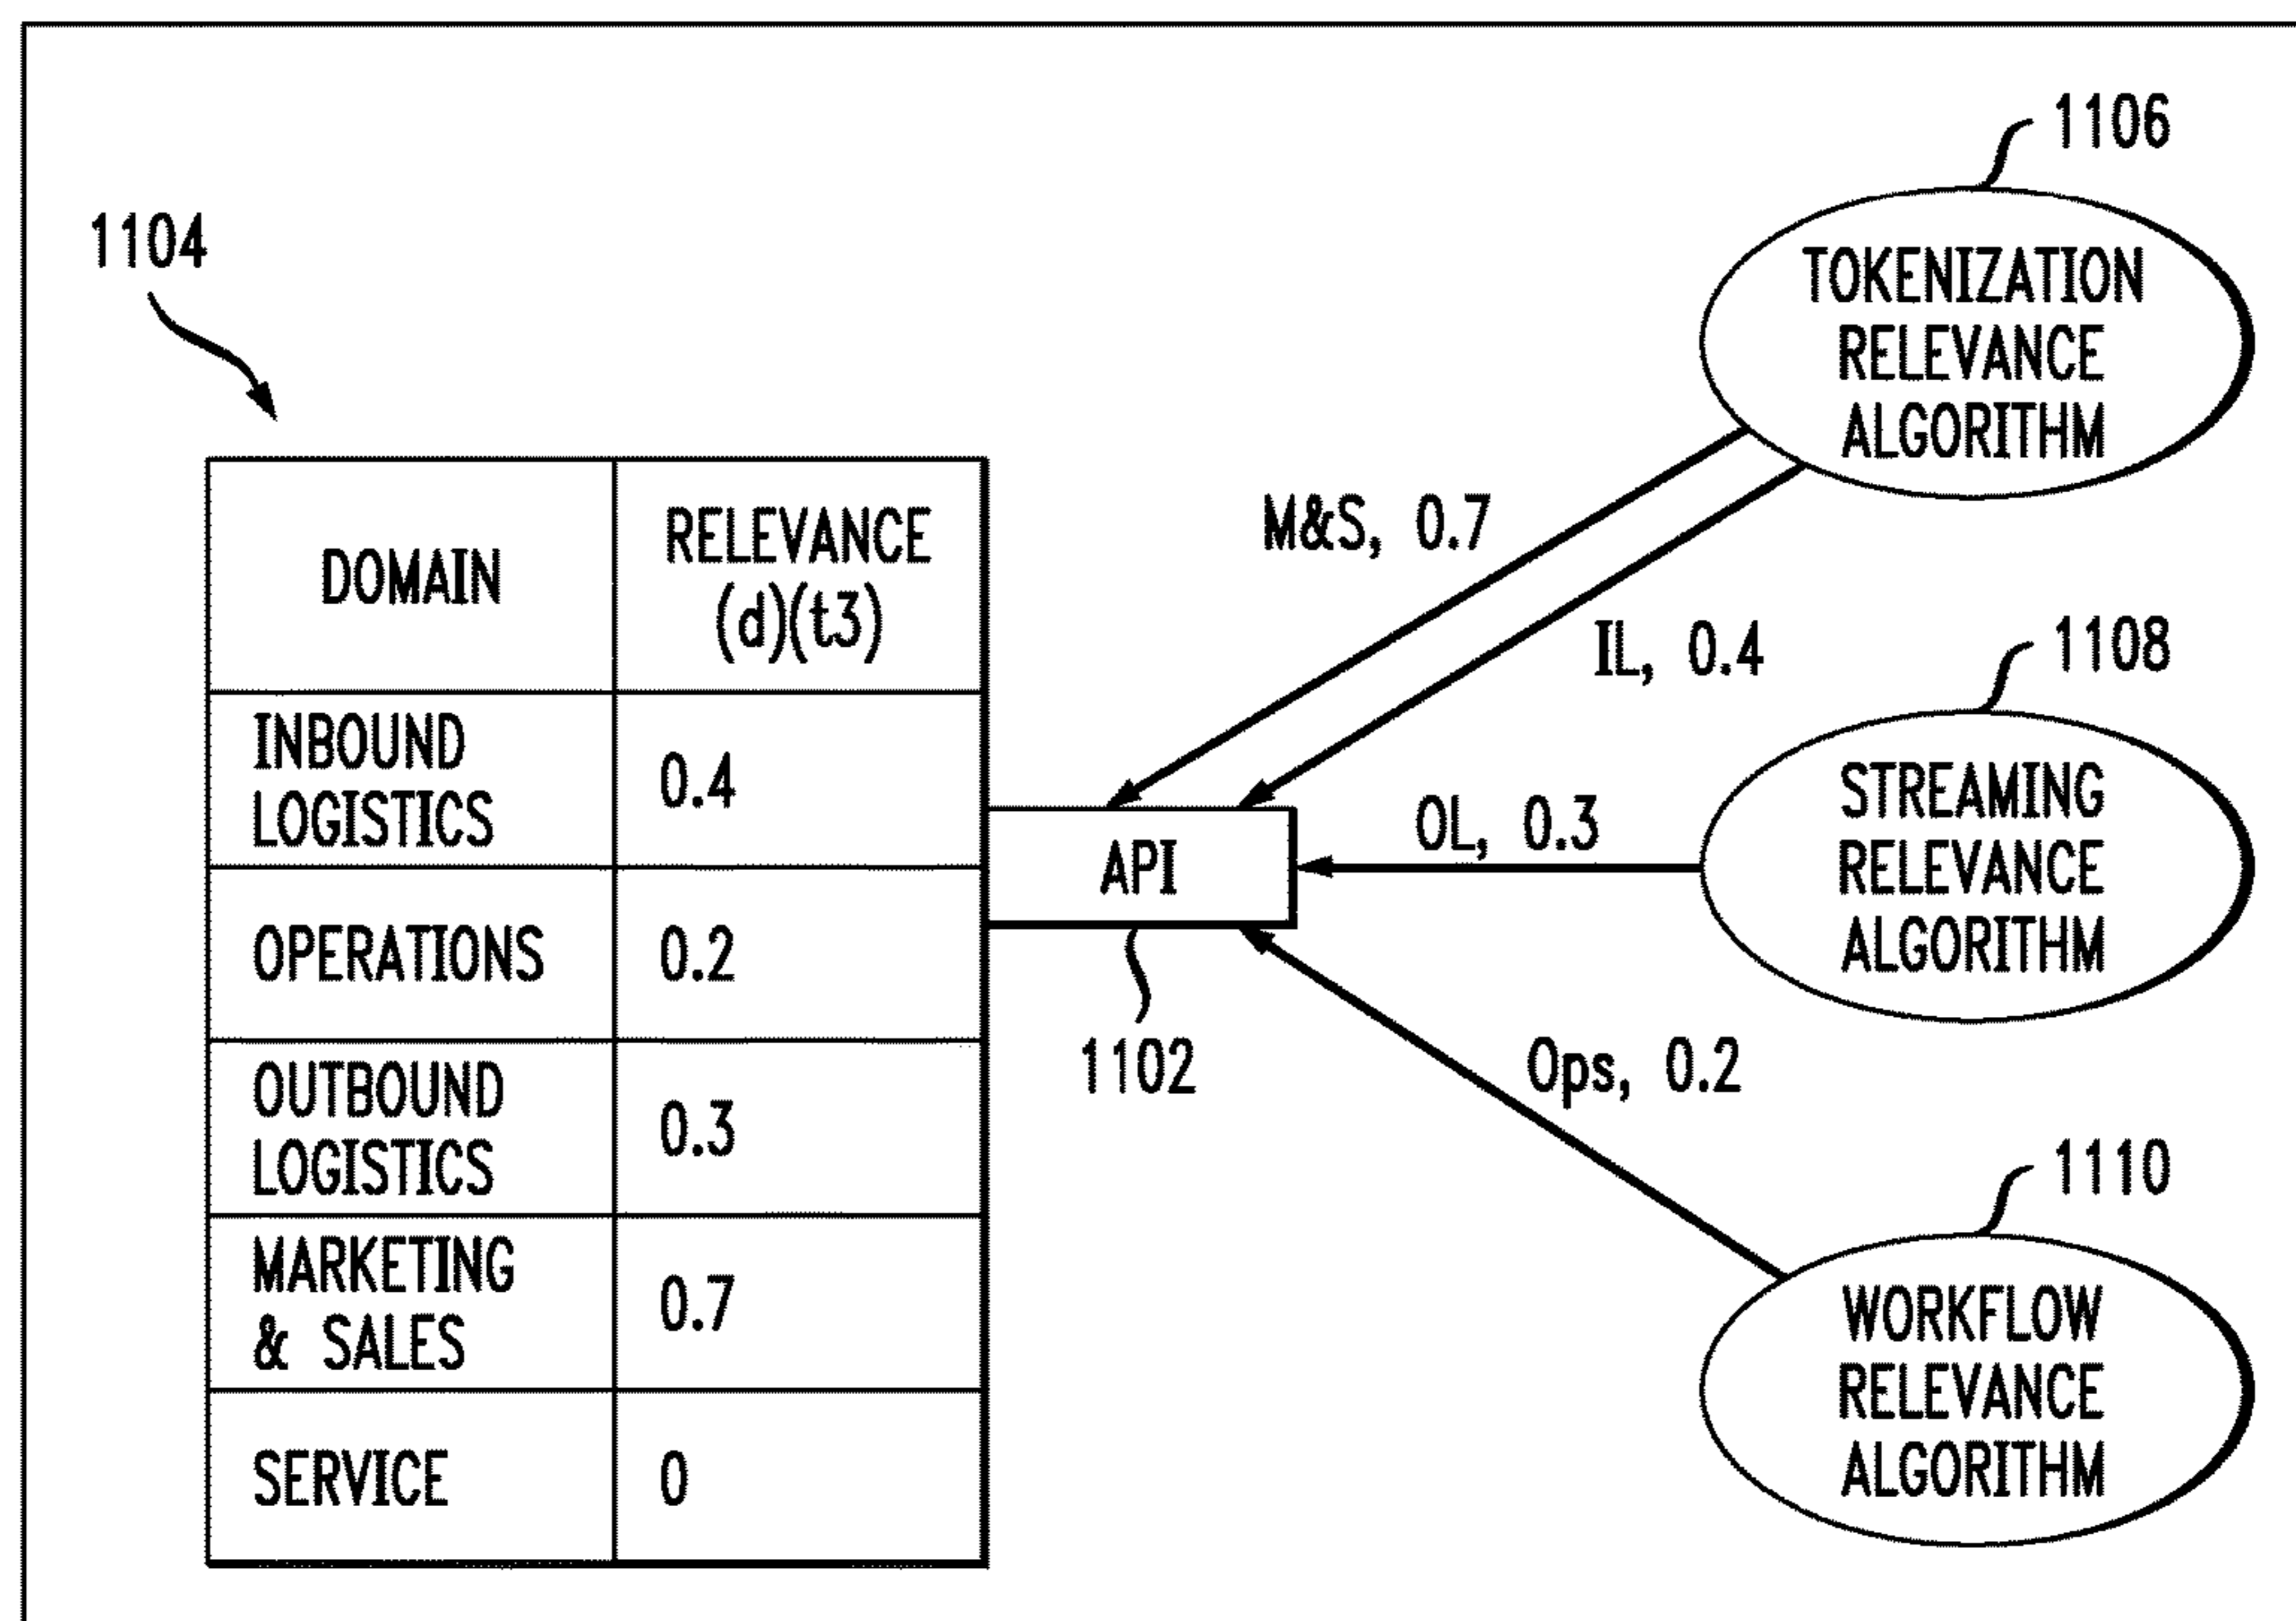 1106
1104
TOKENIZATION
RELEVANCE
ALGORITHM
DOMAIN
RELEVANCE
(d)(t3)
M&S, 0.7
IL, 0.4
1108
INBOUND
LOGISTICS
0.4
STREAMING
RELEVANCE
ALGORITHM
OL, 0.3
API
OPERATIONS
0.2
1102
Ops, 0.2
OUTBOUND
LOGISTICS
0.3
1110
MARKETING
& SALES
0.7
WORKFLOW
RELEVANCE
ALGORITHM
SERVICE
0